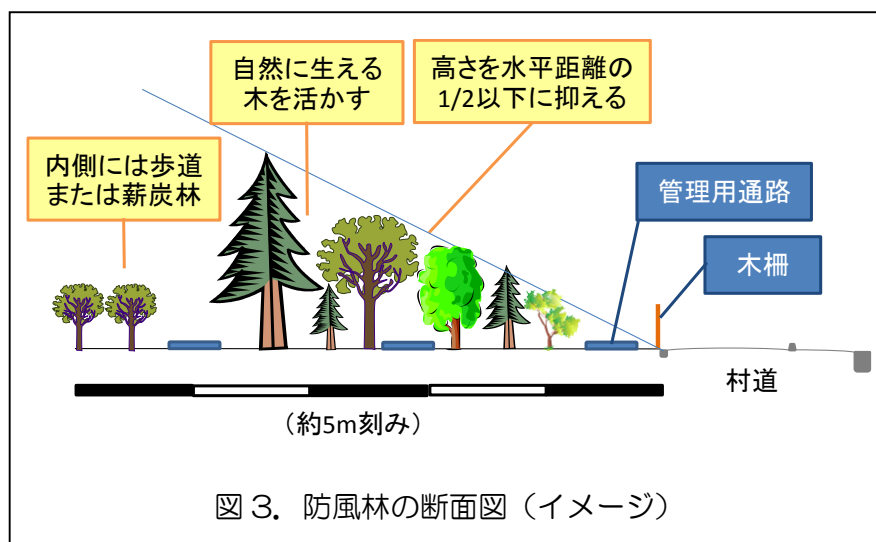 自然に生える
木を活かす
高さを水平距離の
1/2以下に抑える
内側には歩道
または薪炭林
管理用通路
木柵
村道
（約5m刻み）
図３．防風林の断面図（イメージ）